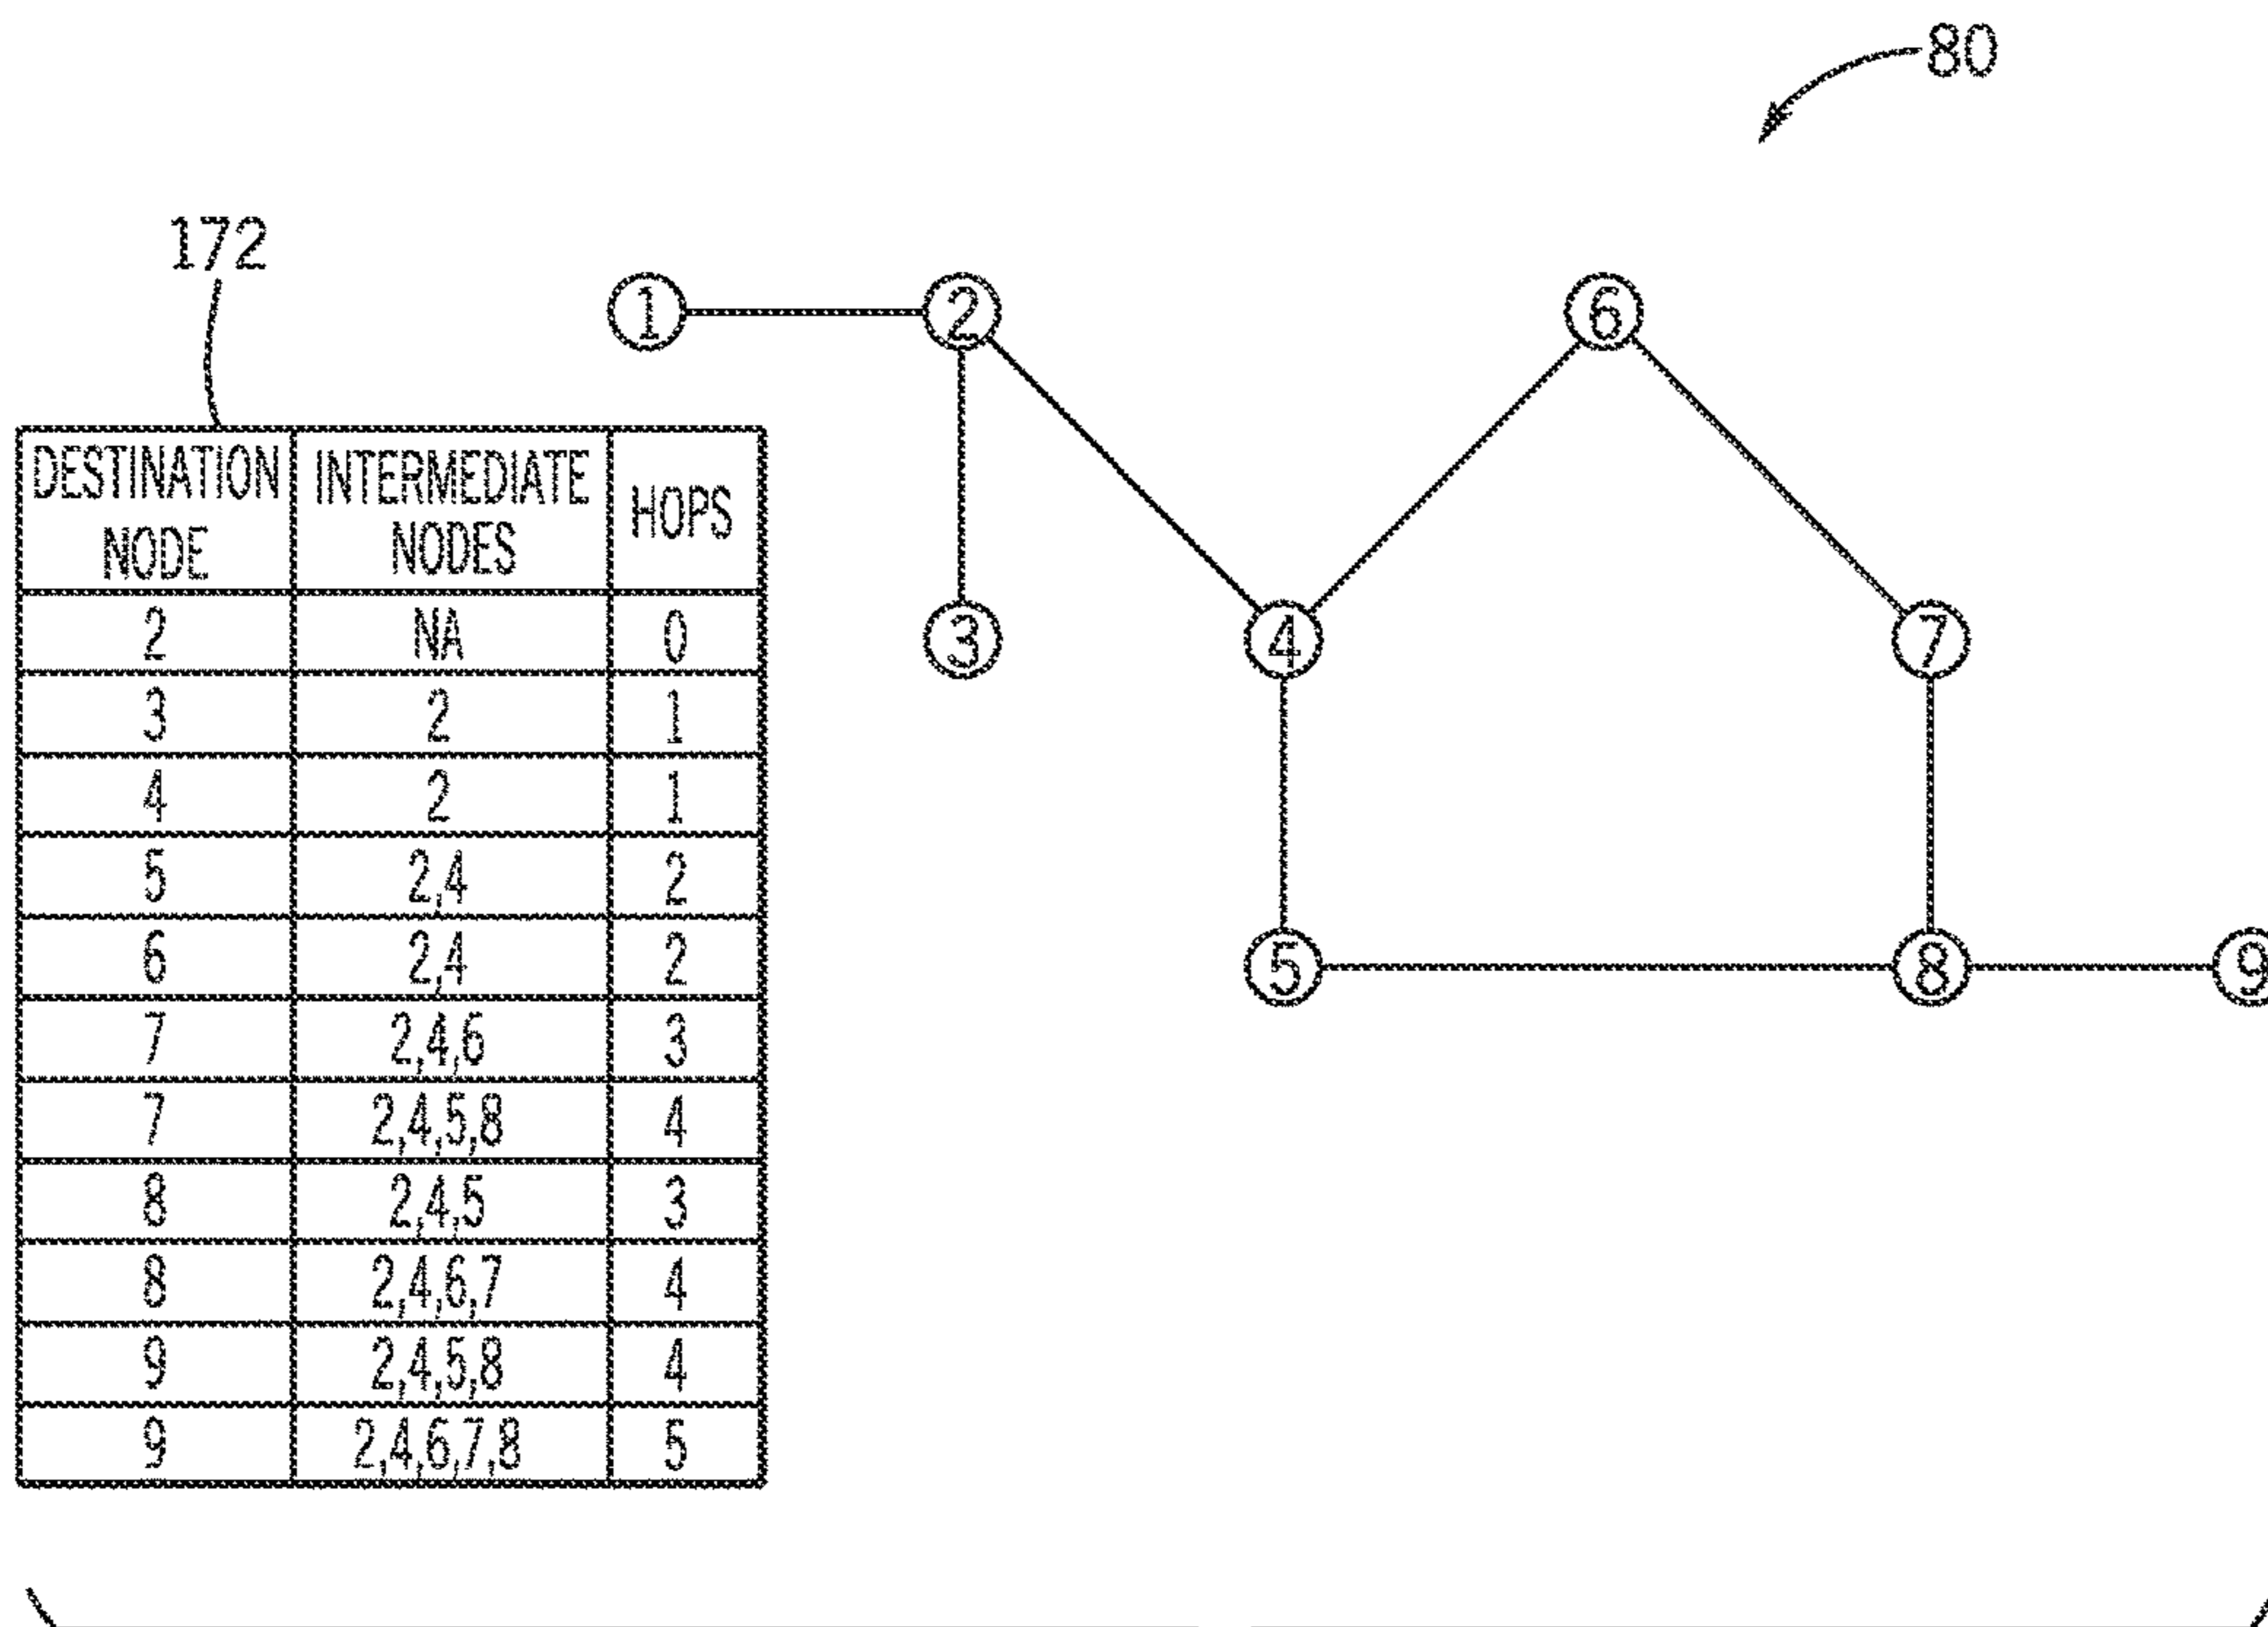 80
172
1
2
6
3
4
7
5
8
9
DESTINATION NODE INTERMEDIATE NODES HOPS
2 NA 0
3 2 1
4 2 1
5 2,4 2
6 2,4 2
7 2,4,6 3
7 2,4,5,8 4
8 2,4,5 3
8 2,4,6,7 4
9 2,4,5,8 4
9 2,4,6,7,8 5